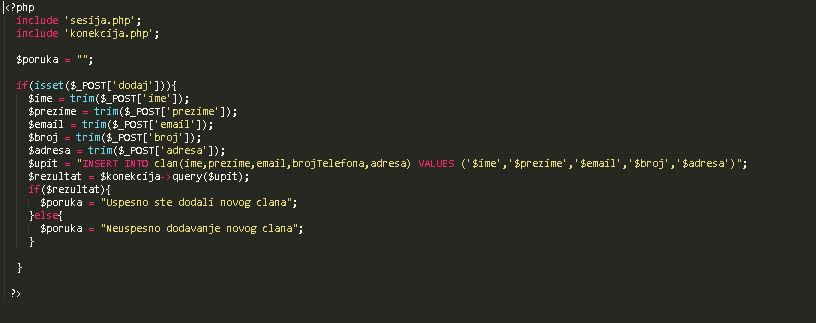 <?php
include 'sesija.php';
include 'konekcija.php';
$poruka = "";
if(isset($_POST['dodaj'])){
$ime = trim($_POST['ime']);
$prezime = trim($_POST['prezime']);
$email = trim($_POST['email']);
$broj = trim($_POST['broj']);
$adresa = trim($_POST['adresa']);
$upit = "INSERT INTO clan(ime,prezime,email,brojTelefona,adresa) VALUES ('$ime','$prezime','$email','$broj','$adresa')";
$rezultat = $konekcija->query($upit);
if($rezultat){
$poruka = "Uspesno ste dodali novog clana";
}else{
$poruka = "Neuspesno dodavanje novog clana";
}
}
?>